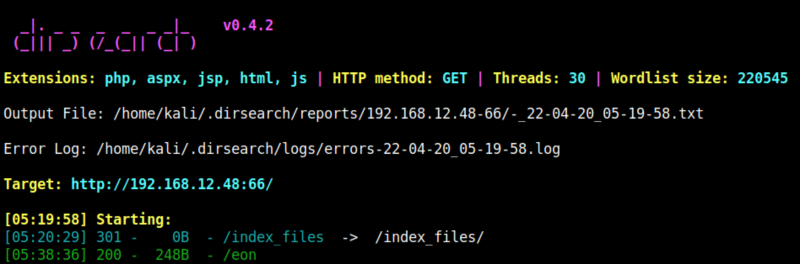 dirsearch v0.4.2
Extensions: php, aspx, jsp, html, js | HTTP method: GET | Threads: 30 | Wordlist size: 220545
Output File: /home/kali/.dirsearch/reports/192.168.12.48-66/-_22-04-20_05-19-58.txt
Error Log: /home/kali/.dirsearch/logs/errors-22-04-20_05-19-58.log
Target: http://192.168.12.48:66/
[05:19:58] Starting:
[05:20:29] 301 -    0B  - /index_files  ->  /index_files/
[05:38:36] 200 -  248B  - /eon